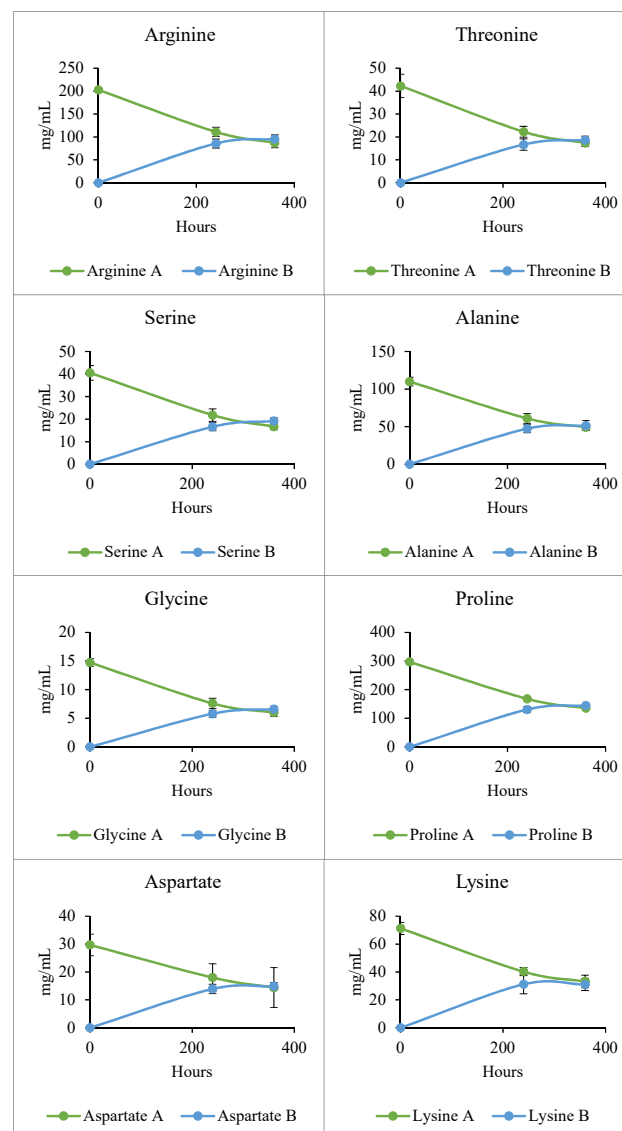 Arginine
250
200
150
100
50
0
mg/mL
0 200 400
Hours
Arginine A Arginine B
Threonine
50
40
30
20
10
0
mg/mL
0 200 400
Hours
Threonine A Threonine B
Serine
50
40
30
20
10
0
mg/mL
0 200 400
Hours
Serine A Serine B
Alanine
150
100
50
0
mg/mL
0 200 400
Hours
Alanine A Alanine B
Glycine
20
15
10
5
0
mg/mL
0 200 400
Hours
Glycine A Glycine B
Proline
400
300
200
100
0
mg/mL
0 200 400
Hours
Proline A Proline B
Aspartate
40
30
20
10
0
mg/mL
0 200 400
Hours
Aspartate A Aspartate B
Lysine
80
60
40
20
0
mg/mL
0 200 400
Hours
Lysine A Lysine B